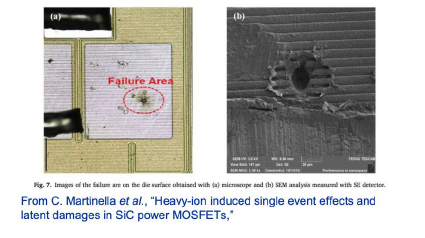 (a)
(b)
Failure Area
Fig. 7. Images of the failure are on the die surface obtained with (a) microscope and (b) SEM analysis measured with SE detector.
From C. Martinella et al., “Heavy-ion induced single event effects and
latent damages in SiC power MOSFETs,”